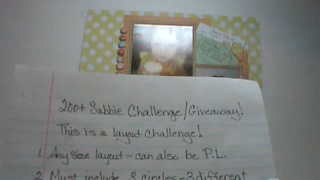 200+ Subbie Challenge/Giveaway!
This is a layout challenge!
1. Any size layout - can also be P.L.
2. Must include 8 circles - 3 different